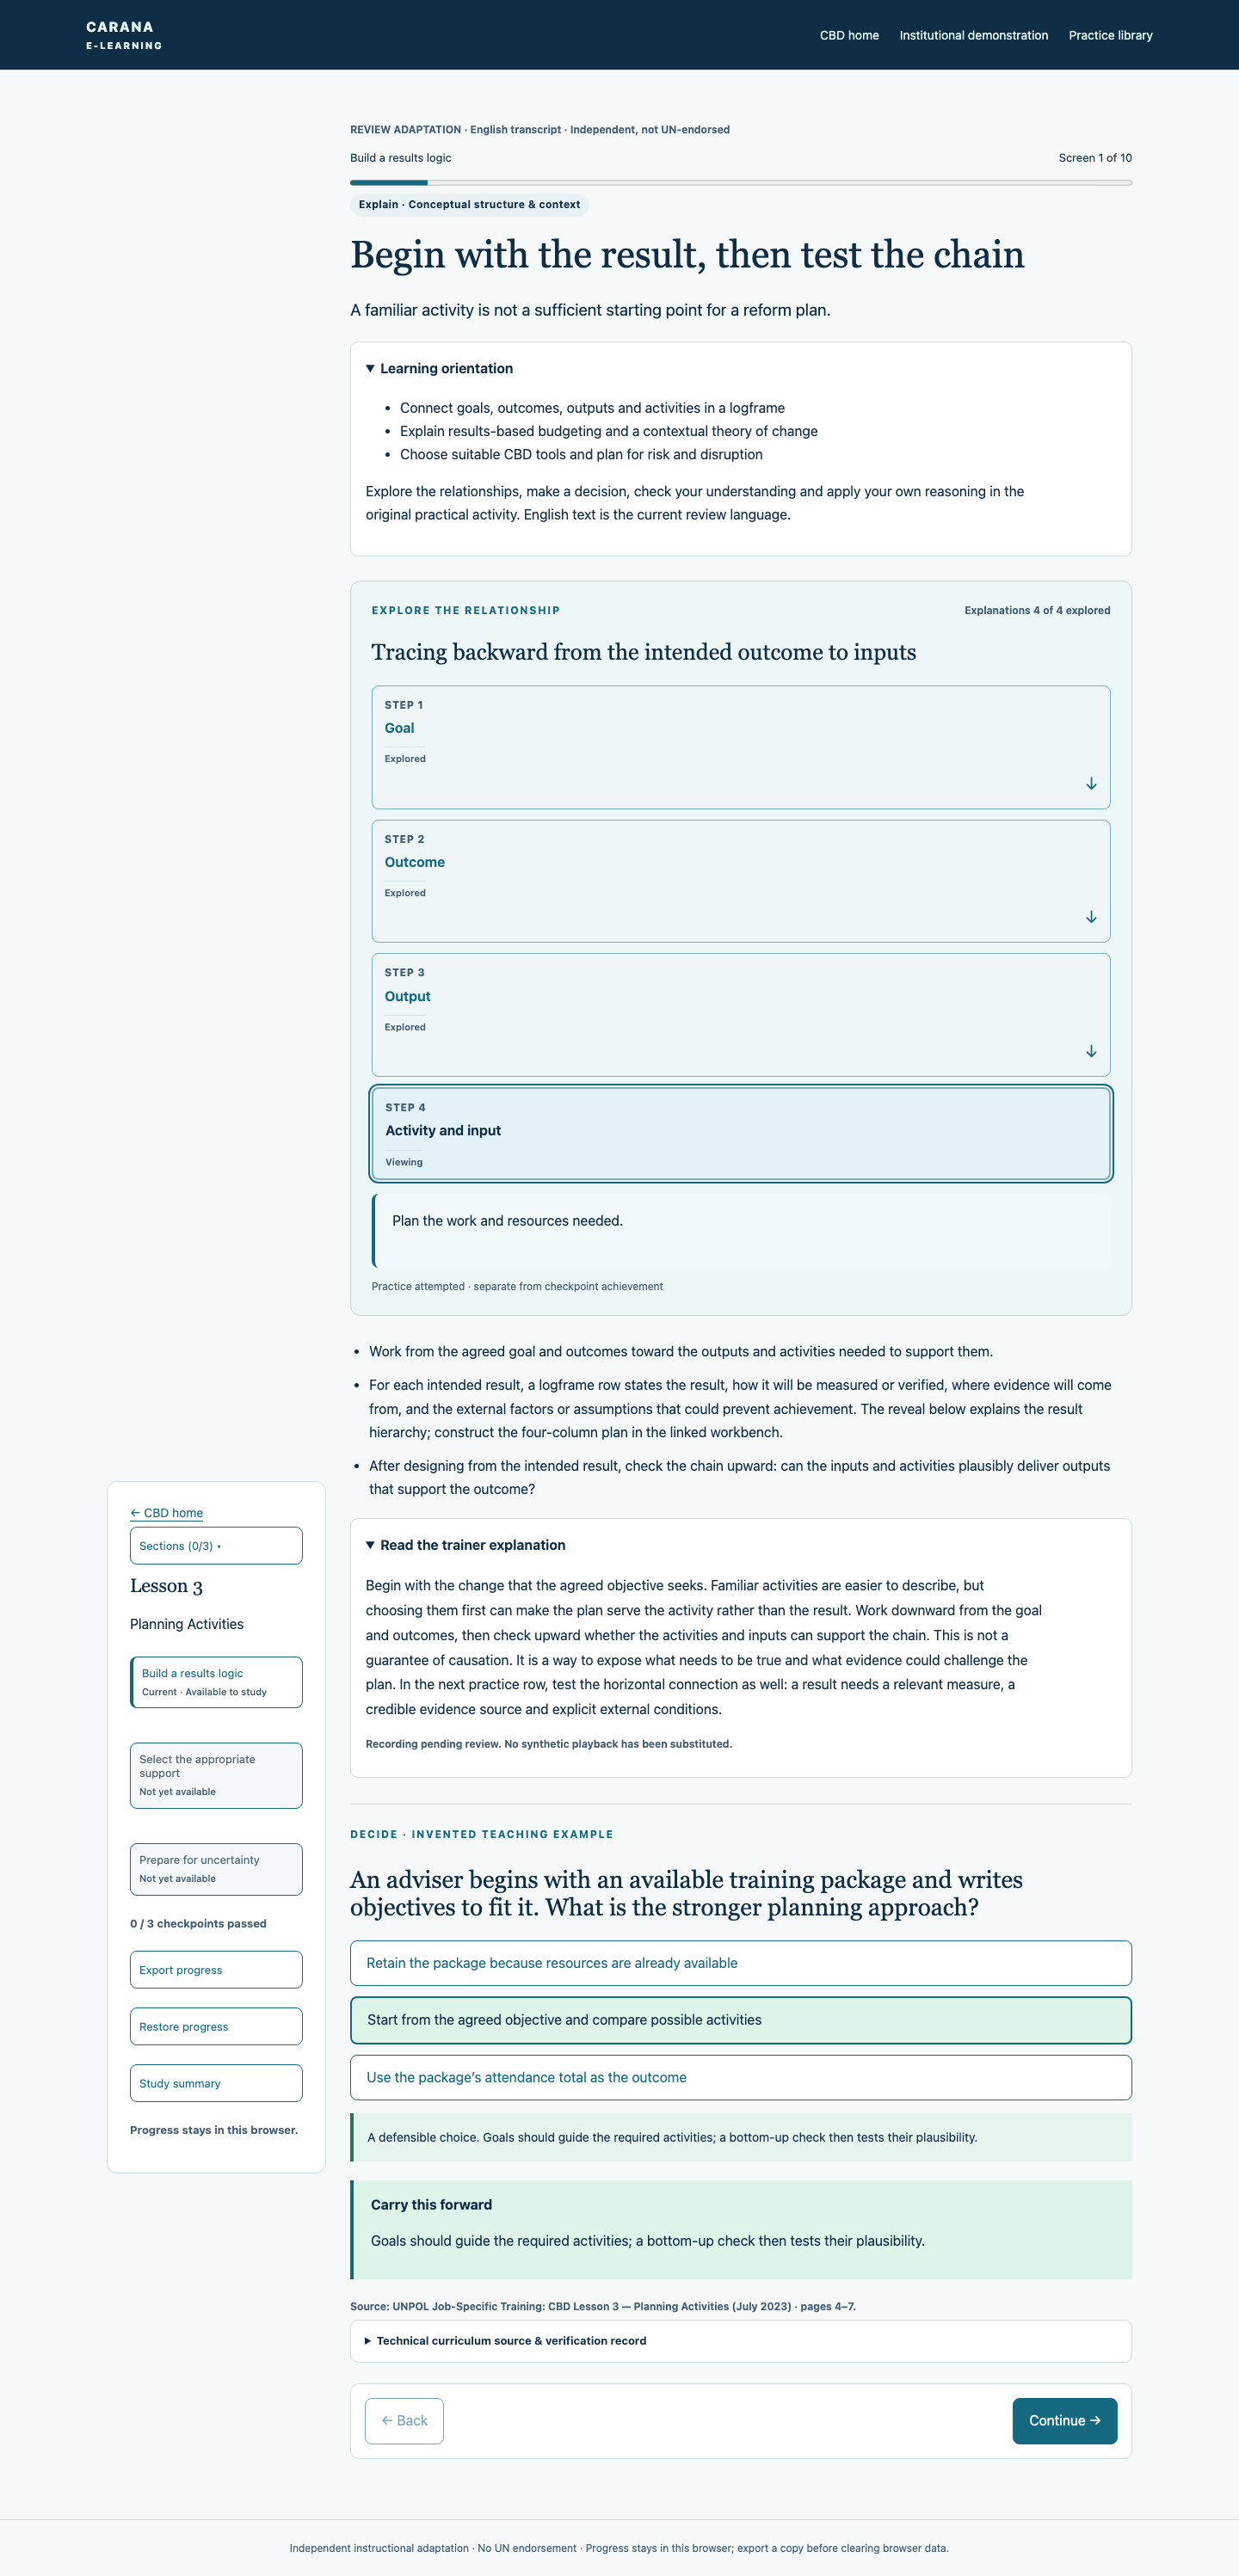 CARANA
E-LEARNING
CBD home
Institutional demonstration
Practice library
REVIEW ADAPTATION · English transcript · Independent, not UN-endorsed
Build a results logic
Screen 1 of 10
Explain · Conceptual structure & context
Begin with the result, then test the chain
A familiar activity is not a sufficient starting point for a reform plan.
▼ Learning orientation
• Connect goals, outcomes, outputs and activities in a logframe
• Explain results-based budgeting and a contextual theory of change
• Choose suitable CBD tools and plan for risk and disruption
Explore the relationships, make a decision, check your understanding and apply your own reasoning in the
original practical activity. English text is the current review language.
EXPLORE THE RELATIONSHIP
Explanations 4 of 4 explored
Tracing backward from the intended outcome to inputs
STEP 1
Goal
Explored
↓
STEP 2
Outcome
Explored
↓
STEP 3
Output
Explored
↓
STEP 4
Activity and input
Viewing
Plan the work and resources needed.
Practice attempted · separate from checkpoint achievement
• Work from the agreed goal and outcomes toward the outputs and activities needed to support them.
• For each intended result, a logframe row states the result, how it will be measured or verified, where evidence will come
from, and the external factors or assumptions that could prevent achievement. The reveal below explains the result
hierarchy; construct the four-column plan in the linked workbench.
• After designing from the intended result, check the chain upward: can the inputs and activities plausibly deliver outputs
that support the outcome?
← CBD home
Sections (0/3) •
Lesson 3
Planning Activities
Build a results logic
Current · Available to study
Select the appropriate
support
Not yet available
Prepare for uncertainty
Not yet available
0 / 3 checkpoints passed
Export progress
Restore progress
Study summary
Progress stays in this browser.
▼ Read the trainer explanation
Begin with the change that the agreed objective seeks. Familiar activities are easier to describe, but
choosing them first can make the plan serve the activity rather than the result. Work downward from the goal
and outcomes, then check upward whether the activities and inputs can support the chain. This is not a
guarantee of causation. It is a way to expose what needs to be true and what evidence could challenge the
plan. In the next practice row, test the horizontal connection as well: a result needs a relevant measure, a
credible evidence source and explicit external conditions.
Recording pending review. No synthetic playback has been substituted.
DECIDE · INVENTED TEACHING EXAMPLE
An adviser begins with an available training package and writes
objectives to fit it. What is the stronger planning approach?
Retain the package because resources are already available
Start from the agreed objective and compare possible activities
Use the package’s attendance total as the outcome
A defensible choice. Goals should guide the required activities; a bottom-up check then tests their plausibility.
Carry this forward
Goals should guide the required activities; a bottom-up check then tests their plausibility.
Source: UNPOL Job-Specific Training: CBD Lesson 3 — Planning Activities (July 2023) · pages 4–7.
▶ Technical curriculum source & verification record
← Back
Continue →
Independent instructional adaptation · No UN endorsement · Progress stays in this browser; export a copy before clearing browser data.